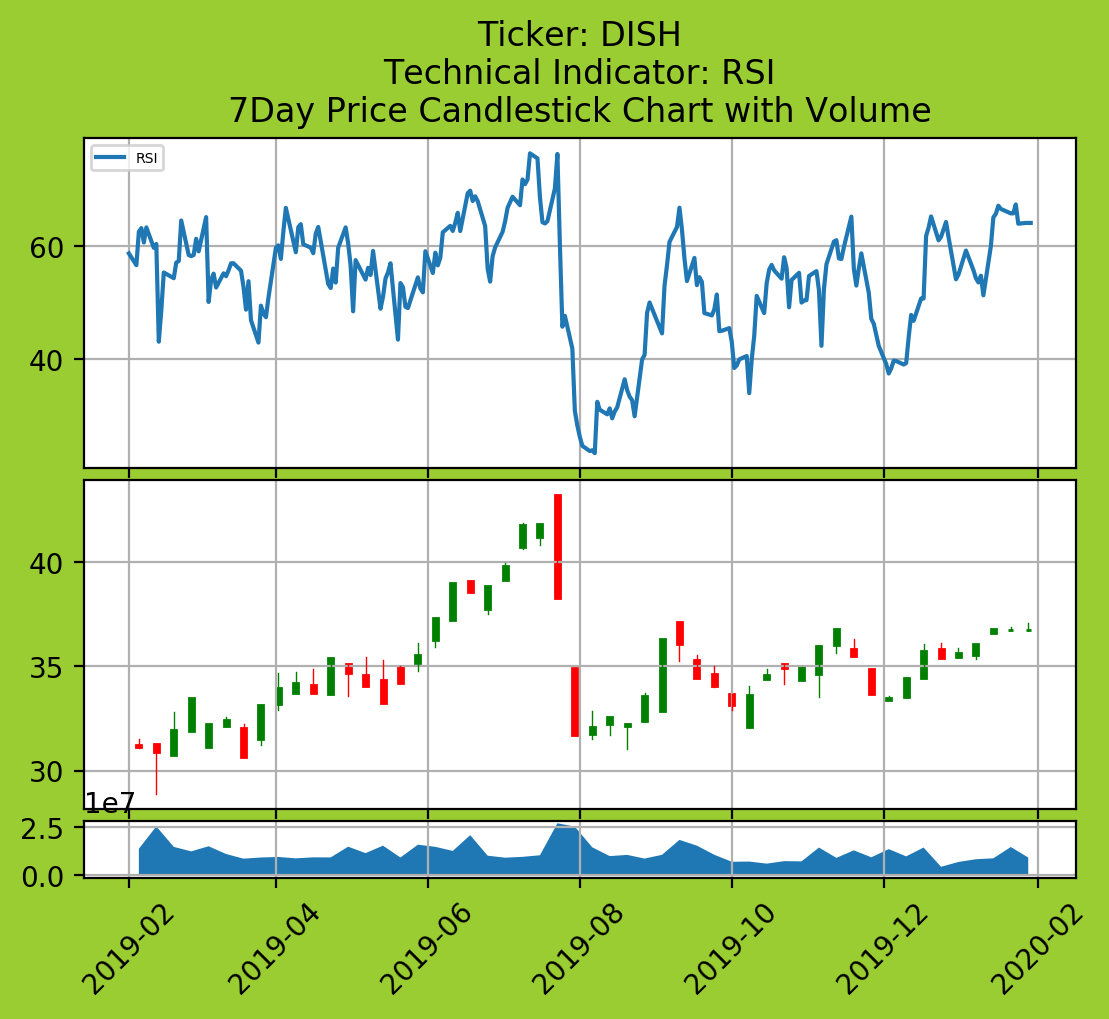 Ticker: DISH
Technical Indicator: RSI
7Day Price Candlestick Chart with Volume
RSI
60
40
40
35
30
1e7
2.5
0.0
2019-02
2019-04
2019-06
2019-08
2019-10
2019-12
2020-02